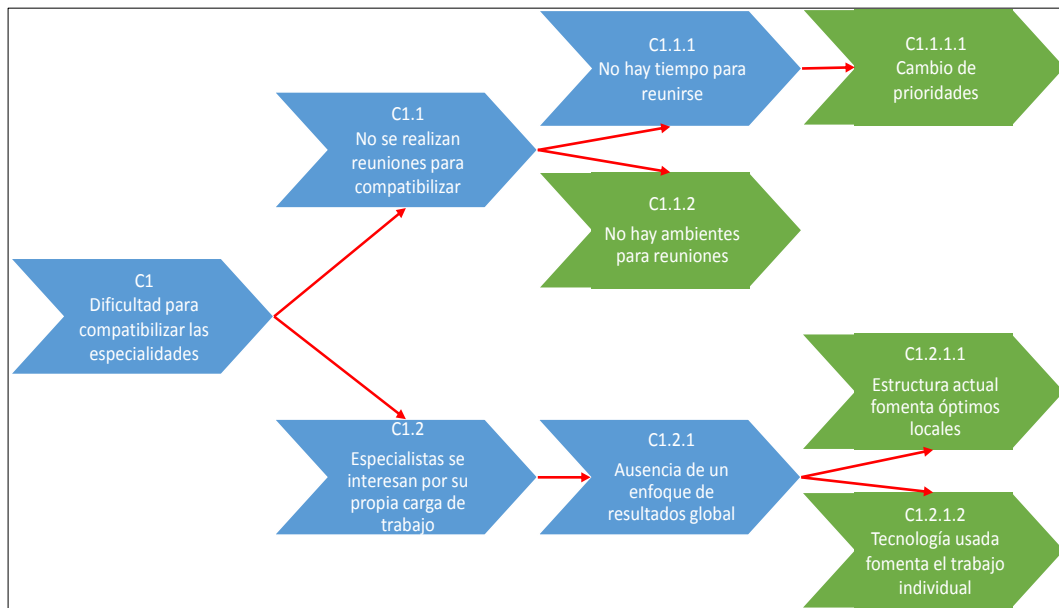 C1
Dificultad para
compatibilizar las
especialidades
C1.1
No se realizan
reuniones para
compatibilizar
C1.1.1
No hay tiempo para
reunirse
C1.1.1.1
Cambio de
prioridades
C1.1.2
No hay ambientes
para reuniones
C1.2
Especialistas se
interesan por su
propia carga de
trabajo
C1.2.1
Ausencia de un
enfoque de
resultados global
C1.2.1.1
Estructura actual
fomenta óptimos
locales
C1.2.1.2
Tecnología usada
fomenta el trabajo
individual